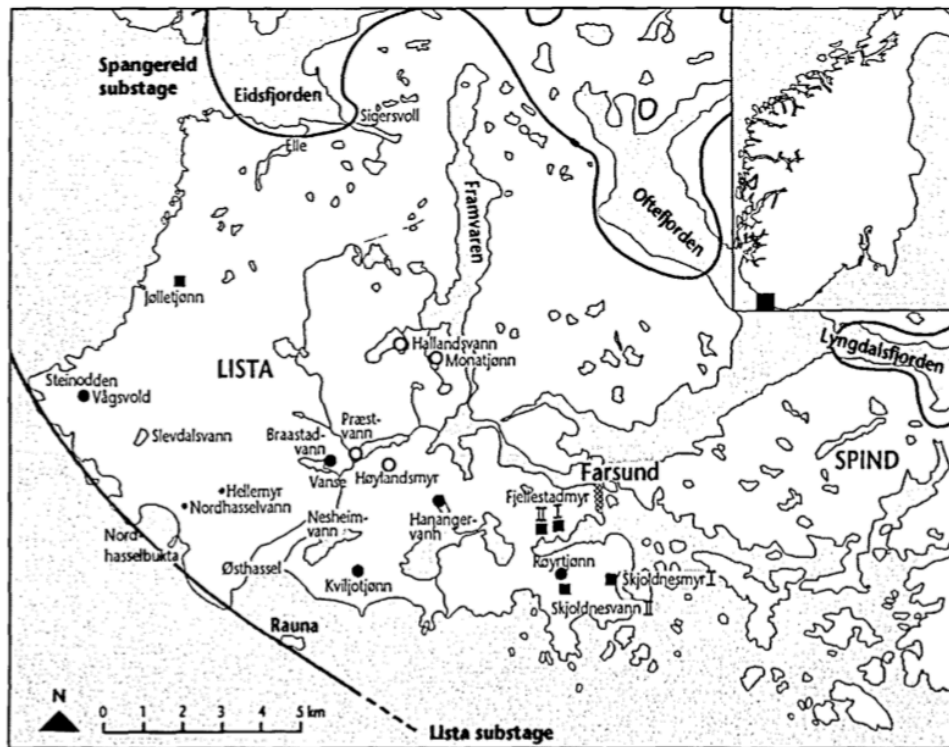 Spangereid
substage
Eidsfjorden
Sigersvoll
Elle
Framvaren
Oftefjorden
Jølletjønn
Hallandsvann
Monatjønn
Lyngdalsfjorden
LISTA
Steinodden
Vågsvold
Slevdalsvann
Præst-
vann
Braastad-
vann
Vanse
Høylandsmyr
Farsund
SPIND
Fjellestadmyr
II I
Hellemyr
Nordhasselvann
Nesheim-
vann
Hananger-
vanh
Nord-
hasselbukta
Østhassel
Kviljotjønn
Røyrtjønn
Skjoldnesmyr I
Skjoldnesvann II
Rauna
N
0 1 2 3 4 5 km
Lista substage